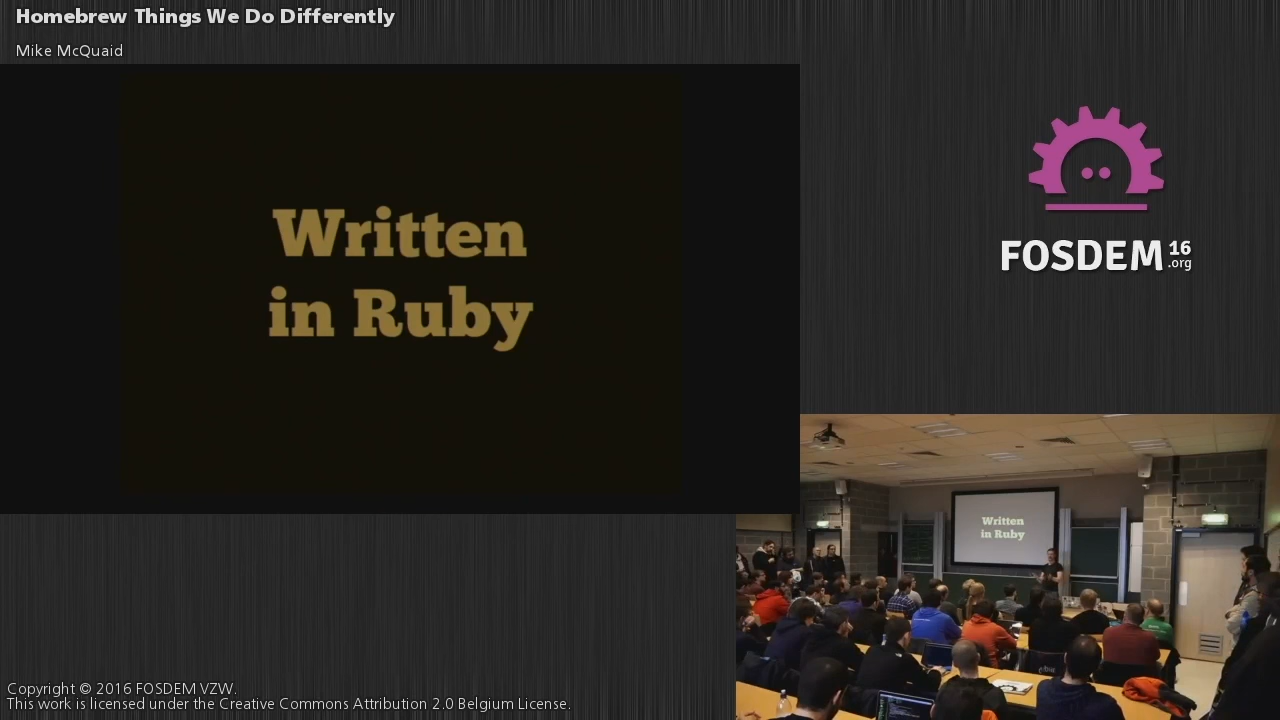 Homebrew Things We Do Differently
Mike McQuaid
Written
in Ruby
FOSDEM 16
.org
Written
in Ruby
Copyright © 2016 FOSDEM VZW.
This work is licensed under the Creative Commons Attribution 2.0 Belgium License.